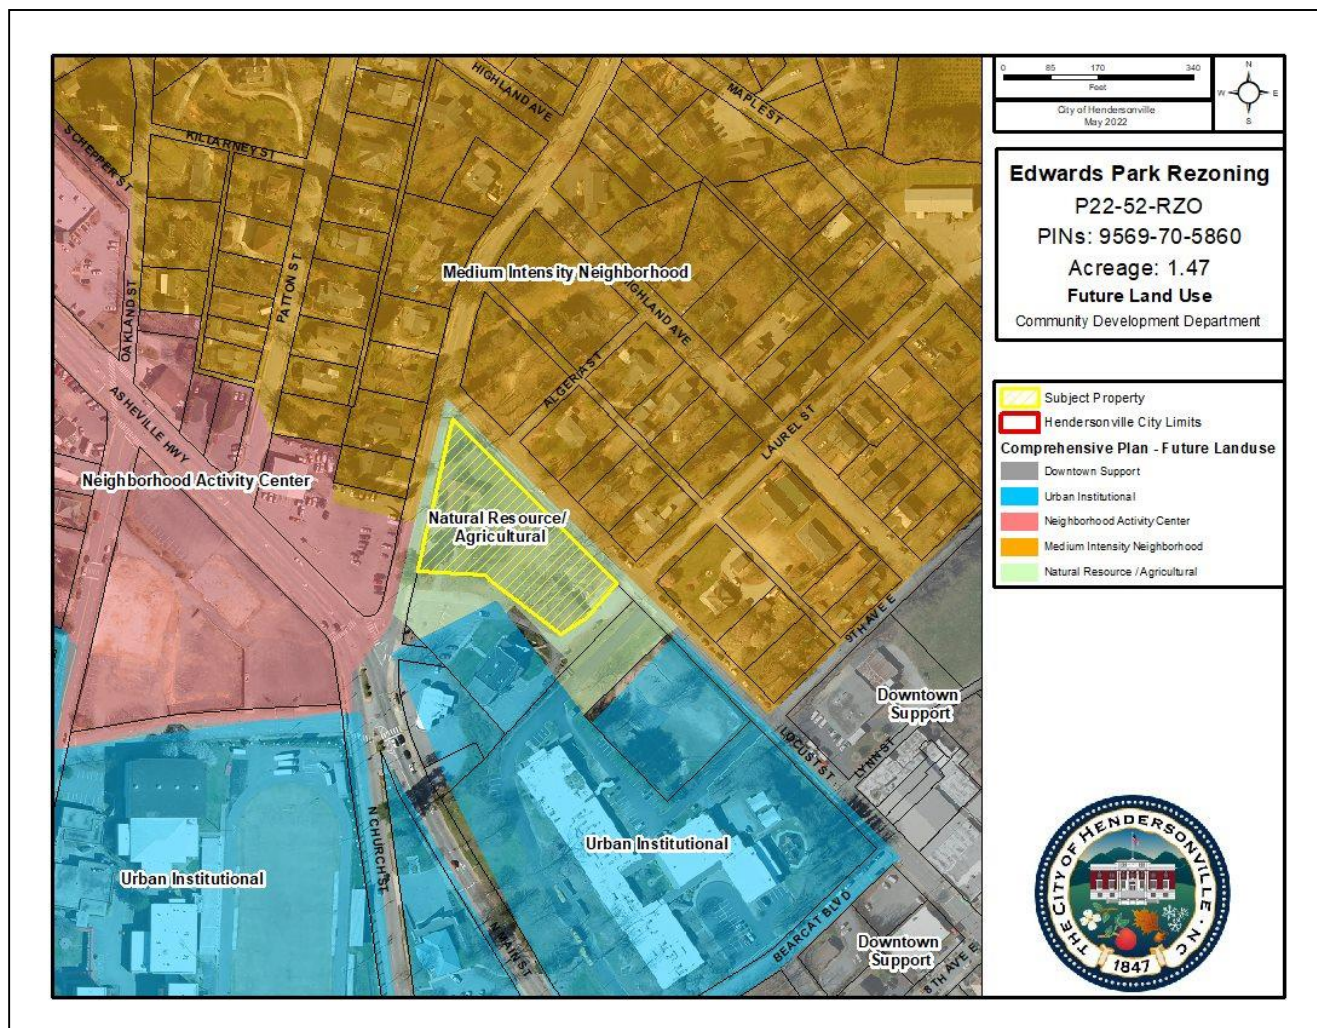 HIGHLAND AVE
MAPLE ST
SCHEPPER ST
KILLARNEY ST
PATTON ST
OAKLAND ST
Medium Intensity Neighborhood
HIGHLAND AVE
ALGERIA ST
ASHEVILLE HWY
LAUREL ST
Neighborhood Activity Center
Natural Resource/
Agricultural
9TH AVE E
Downtown
Support
LOCUST ST
LYNN ST
N CHURCH ST
N MAIN ST
Urban Institutional
Urban Institutional
BEARCAT BLVD
Downtown
Support
8TH AVE E
0 85 170 340
Feet
City of Hendersonville
May 2022
N
W E
S
Edwards Park Rezoning
P22-52-RZO
PINs: 9569-70-5860
Acreage: 1.47
Future Land Use
Community Development Department
Subject Property
Hendersonville City Limits
Comprehensive Plan - Future Landuse
Downtown Support
Urban Institutional
Neighborhood Activity Center
Medium Intensity Neighborhood
Natural Resource / Agricultural
THE CITY OF HENDERSONVILLE · NC
1847